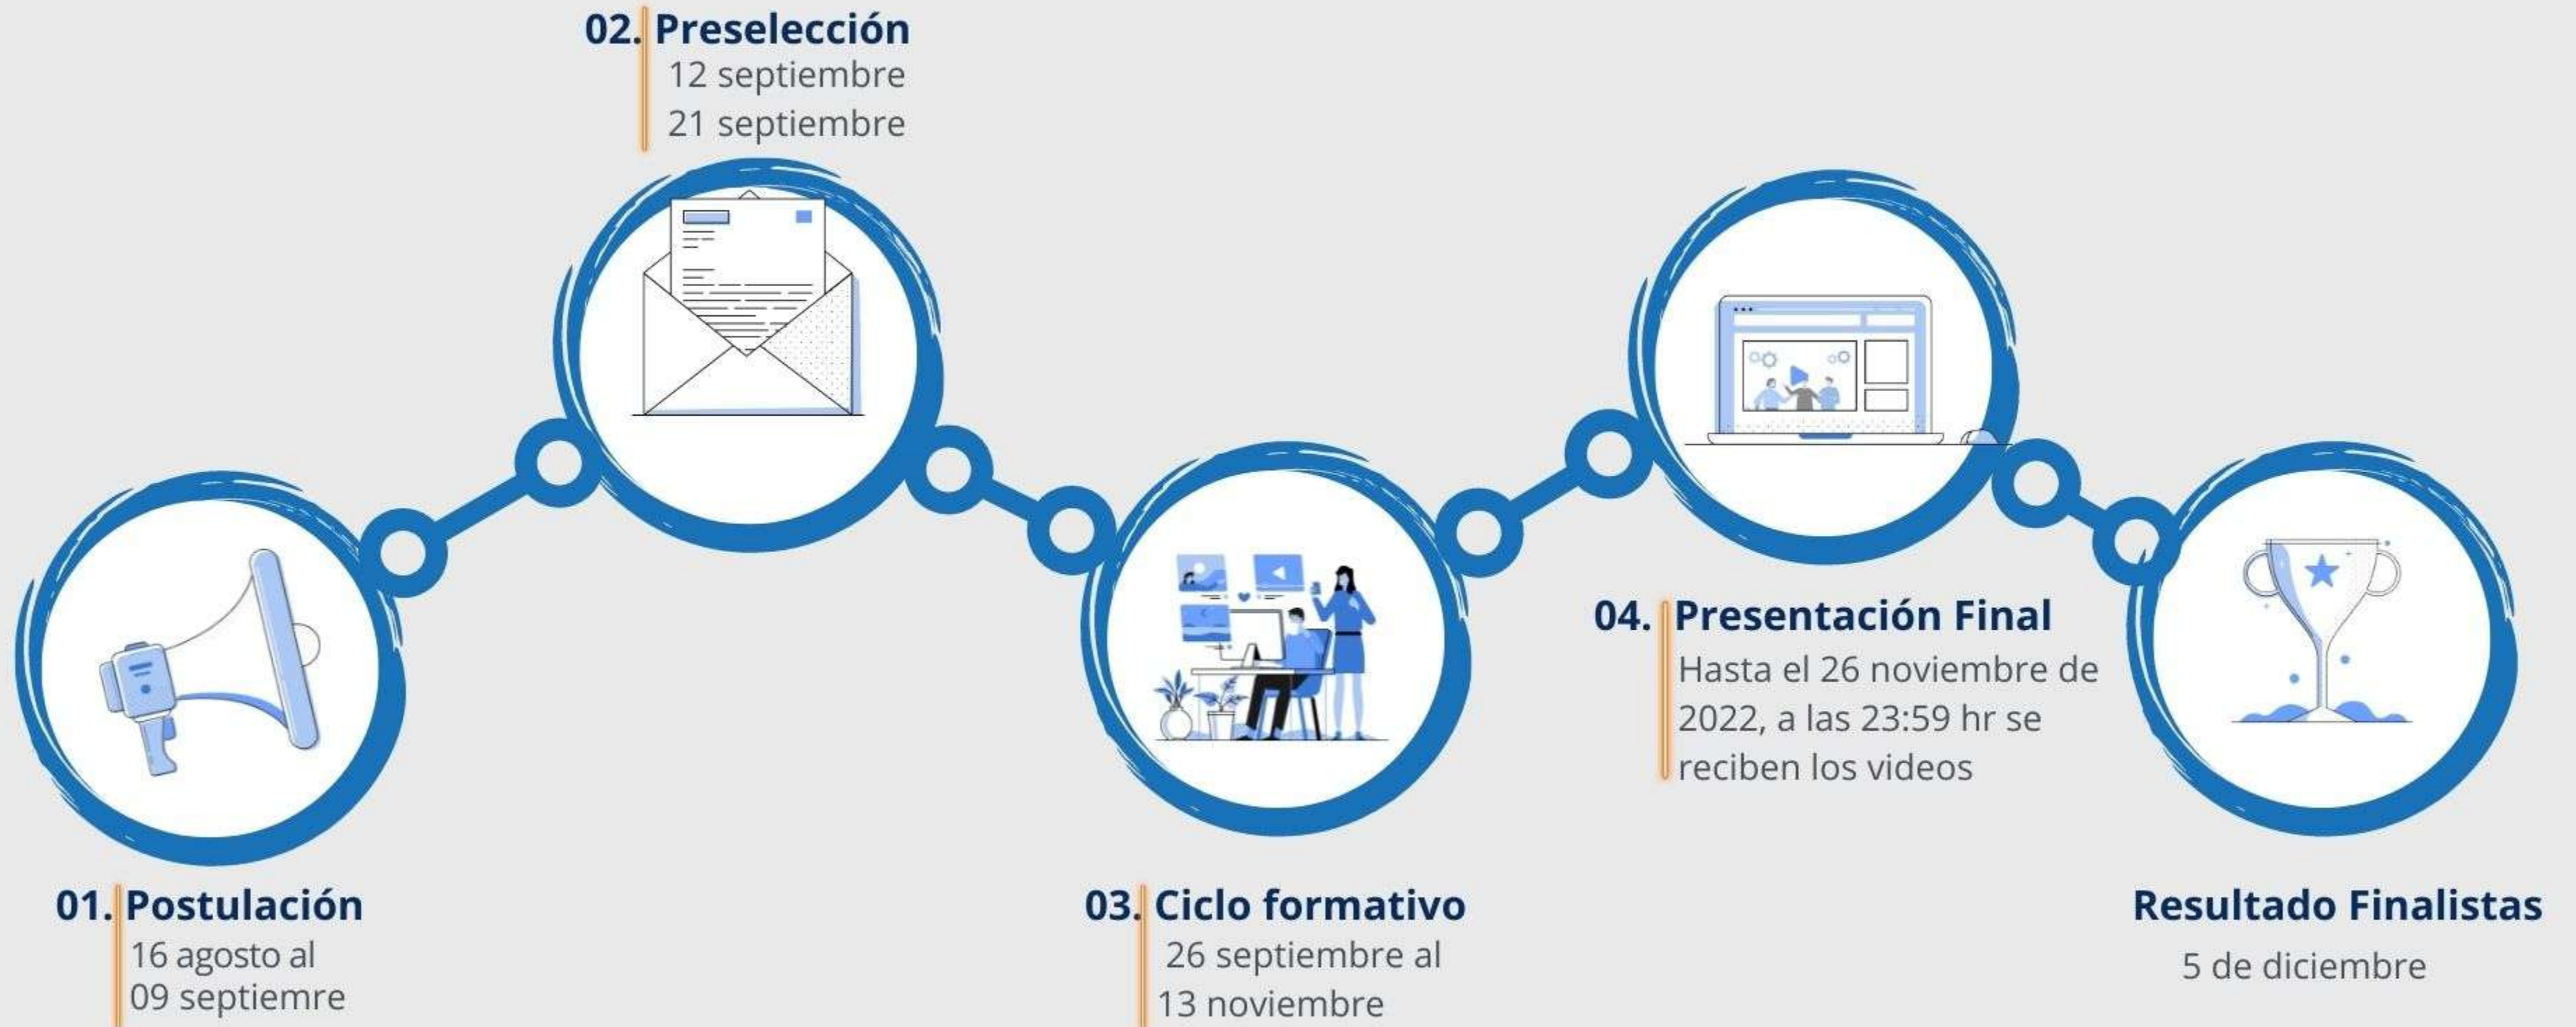 01. Postulación
16 agosto al
09 septiemre
02. Preselección
12 septiembre
21 septiembre
03. Ciclo formativo
26 septiembre al
13 noviembre
04. Presentación Final
Hasta el 26 noviembre de
2022, a las 23:59 hr se
reciben los videos
Resultado Finalistas
5 de diciembre